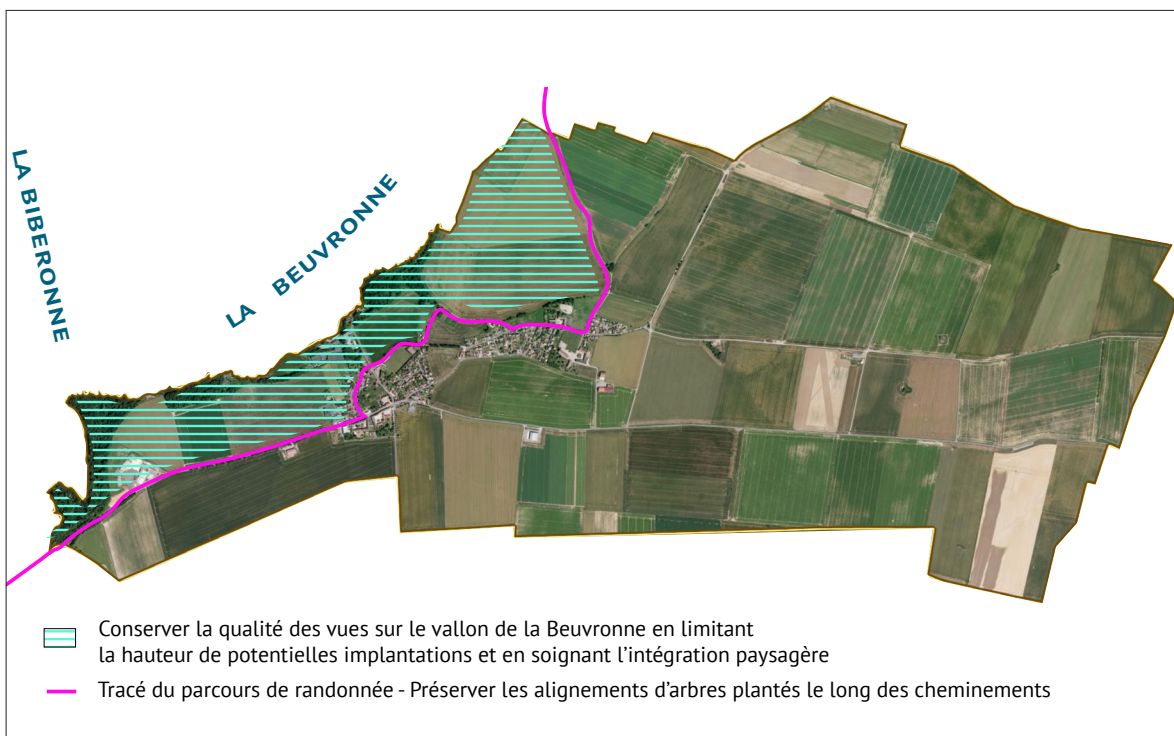 LA BIBERONNE
LA BEUVRONNE
Conserver la qualité des vues sur le vallon de la Beuvronne en limitant
la hauteur de potentielles implantations et en soignant l’intégration paysagère
Tracé du parcours de randonnée - Préserver les alignements d’arbres plantés le long des cheminements